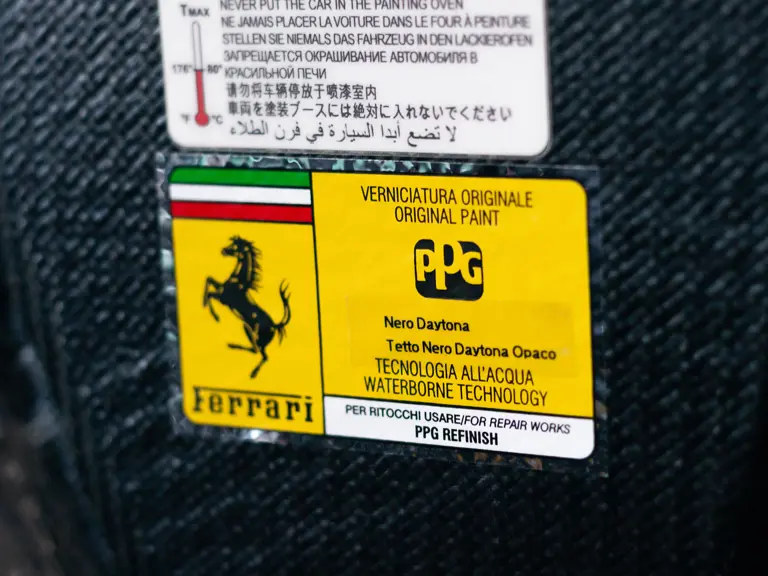 TMAX
NEVER PUT THE CAR IN THE PAINTING OVEN
NE JAMAIS PLACER LA VOITURE DANS LE FOUR À PEINTURE
STELLEN SIE NIEMALS DAS FAHRZEUG IN DEN LACKIEROFEN
ЗАПРЕЩАЕТСЯ ОКРАШИВАНИЕ АВТОМОБИЛЯ В
КРАСИЛЬНОЙ ПЕЧИ
请勿将车辆停放于喷漆室内
車両を塗装ブースには絶対に入れないでください
لا تضع أبدا السيارة في فرن الطلاء
176° 80°
°F °C
VERNICIATURA ORIGINALE
ORIGINAL PAINT
PPG
Nero Daytona
Tetto Nero Daytona Opaco
TECNOLOGIA ALL'ACQUA
WATERBORNE TECHNOLOGY
Ferrari
PER RITOCCHI USARE/FOR REPAIR WORKS
PPG REFINISH